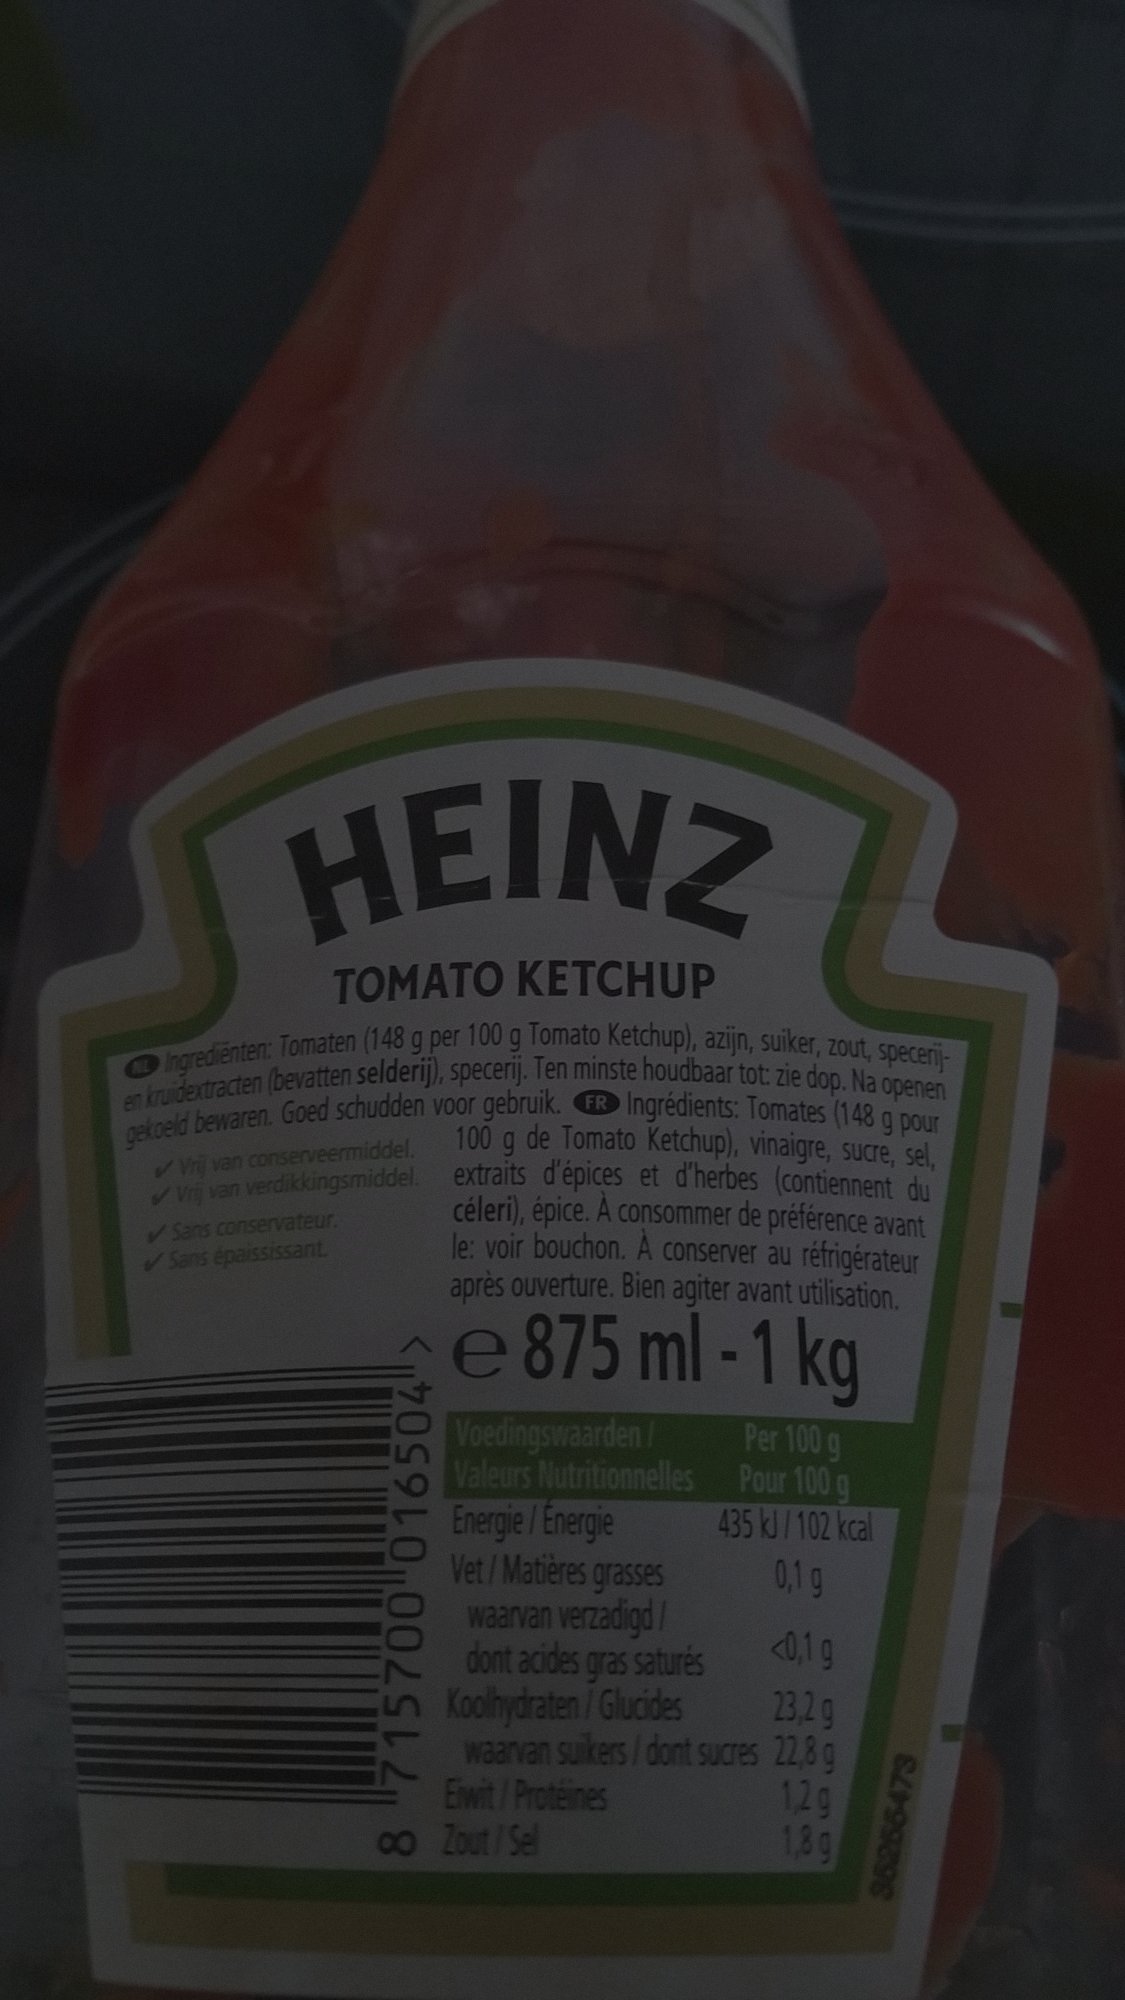 HEINZ
TOMATO KETCHUP
NL Ingrediënten: Tomaten (148 g per 100 g Tomato Ketchup), azijn, suiker, zout, specerij-
en kruidextracten (bevatten selderij), specerij. Ten minste houdbaar tot: zie dop. Na openen
gekoeld bewaren. Goed schudden voor gebruik. FR Ingrédients: Tomates (148 g pour
100 g de Tomato Ketchup), vinaigre, sucre, sel,
extraits d'épices et d'herbes (contiennent du
céleri), épice. À consommer de préférence avant
le: voir bouchon. À conserver au réfrigérateur
après ouverture. Bien agiter avant utilisation.
✓ Vrij van conserveermiddel.
✓ Vrij van verdikkingsmiddel.
✓ Sans conservateur.
✓ Sans épaississant.
e 875 ml - 1 kg
8 715700 016504 >
Voedingswaarden / Per 100 g
Valeurs Nutritionnelles Pour 100 g
Energie / Énergie 435 kJ / 102 kcal
Vet / Matières grasses 0,1 g
waarvan verzadigd /
dont acides gras saturés <0,1 g
Koolhydraten / Glucides 23,2 g
waarvan suikers / dont sucres 22,8 g
Eiwit / Protéines 1,2 g
Zout / Sel 1,8 g